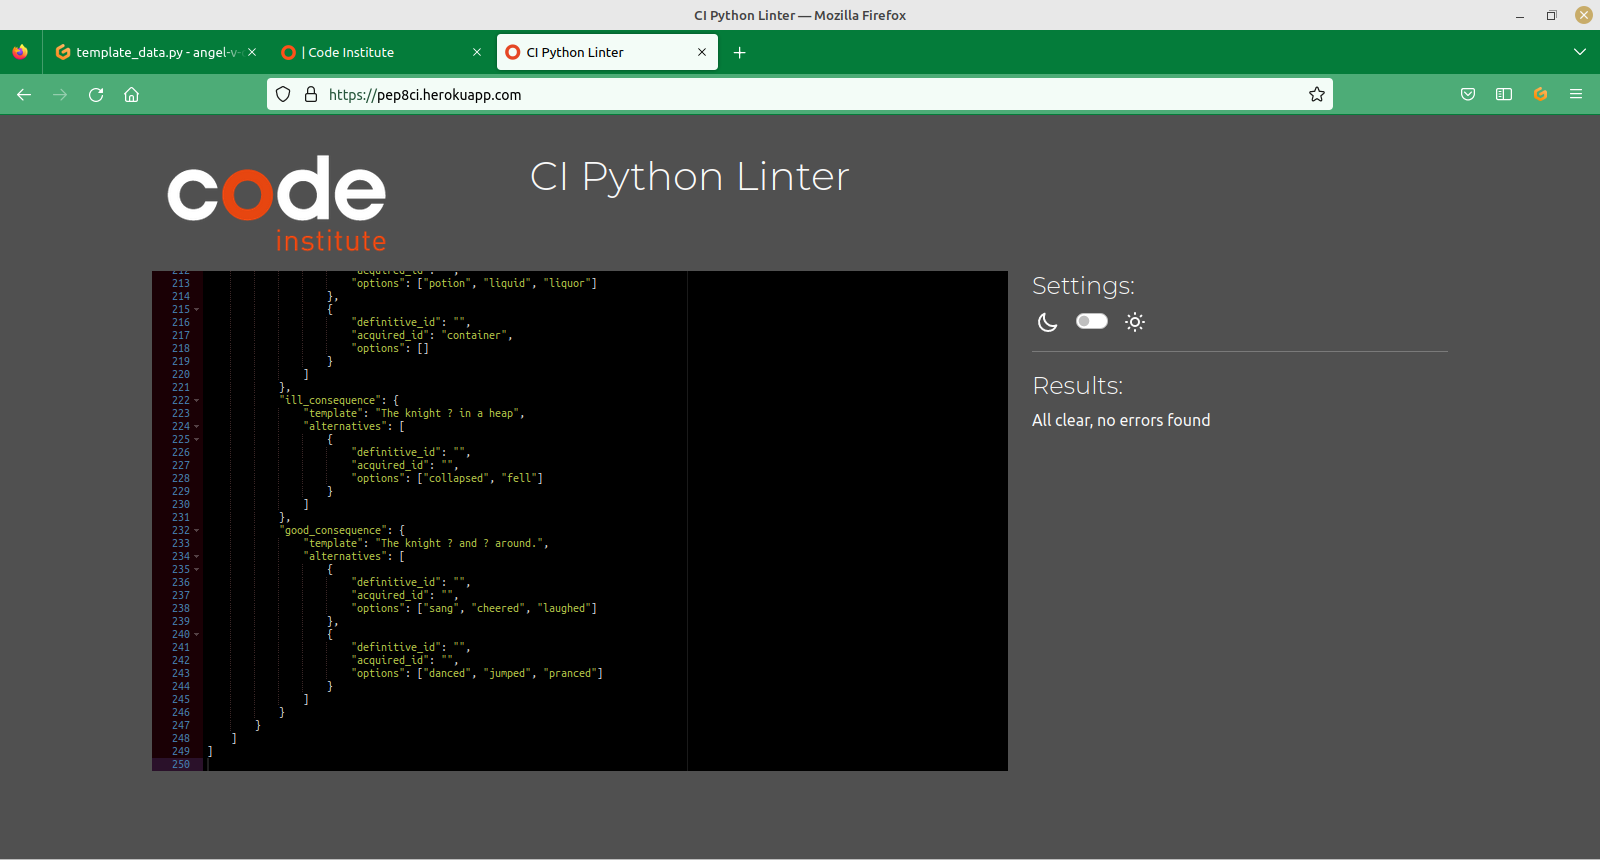 CI Python Linter — Mozilla Firefox
template_data.py - angel-v-
| Code Institute
CI Python Linter
https://pep8ci.herokuapp.com
code
institute
CI Python Linter
212 "acquired_id": "",
213 "options": ["potion", "liquid", "liquor"]
214 },
215 {
216 "definitive_id": "",
217 "acquired_id": "container",
218 "options": []
219 }
220 ]
221 },
222 "ill_consequence": {
223 "template": "The knight ? in a heap",
224 "alternatives": [
225 {
226 "definitive_id": "",
227 "acquired_id": "",
228 "options": ["collapsed", "fell"]
229 }
230 ]
231 },
232 "good_consequence": {
233 "template": "The knight ? and ? around.",
234 "alternatives": [
235 {
236 "definitive_id": "",
237 "acquired_id": "",
238 "options": ["sang", "cheered", "laughed"]
239 },
240 {
241 "definitive_id": "",
242 "acquired_id": "",
243 "options": ["danced", "jumped", "pranced"]
244 }
245 ]
246 }
247 }
248 ]
249 ]
250
Settings:
Results:
All clear, no errors found